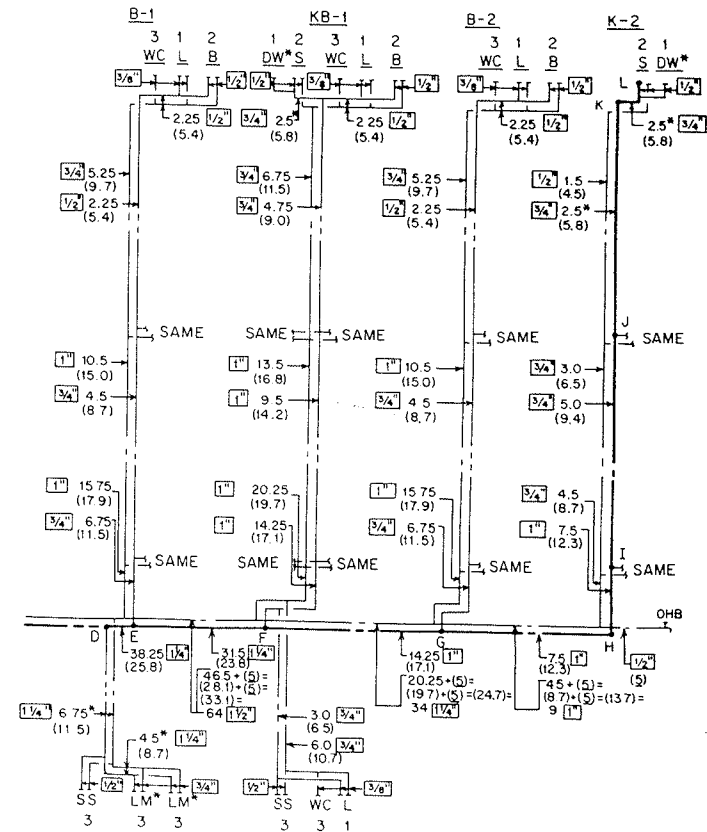 B-1 KB-1 B-2 K-2
3 1 2 1 2 3 1 2 3 1 2 2 1
WC L B DW* S WC L B WC L B L S DW*
3/8" 1/2" 1/2" 3/8" 1/2" 3/8" 1/2" K 1/2"
2.25 1/2" 3/4" 2.5* 2.25 1/2" 2.25 1/2" 2.5* 3/4"
(5.4) (5.8) (5.4) (5.4) (5.8)
3/4" 5.25 3/4" 6.75 3/4" 5.25 1/2" 1.5
(9.7) (11.5) (9.7) (4.5)
1/2" 2.25 3/4" 4.75 1/2" 2.25 3/4" 2.5*
(5.4) (9.0) (5.4) (5.8)
J
SAME SAME SAME SAME SAME
1" 10.5 1" 13.5 1" 10.5 3/4" 3.0
(15.0) (16.8) (15.0) (6.5)
3/4" 4.5 1" 9.5 3/4" 4.5 3/4" 5.0
(8.7) (14.2) (8.7) (9.4)
1" 15.75 1" 20.25 1" 15.75 3/4" 4.5
(17.9) (19.7) (17.9) (8.7)
3/4" 6.75 1" 14.25 3/4" 6.75 1" 7.5
(11.5) (17.1) (11.5) (12.3)
I
SAME SAME SAME SAME SAME
OHB
D E F G H
38.25 1 1/4" 31.5 1 1/4" 14.25 1" 7.5 1" 1/2"
(25.8) (23.8) (17.1) (12.3) (5)
46.5 + (5) = 20.25 + (5) = 4.5 + (5) =
(28.1) + (5) = (19.7) + (5) = (24.7) = (8.7) + (5) = (13.7) =
(33.1) = 34 1 1/4" 9 1"
64 1 1/2"
1 1/4" 6.75* 3.0 3/4"
(11.5) (6.5)
4.5* 1 1/4" 6.0 3/4"
(8.7) (10.7)
1/2" 3/4" 1/2" 3/8"
SS LM* LM* SS WC L
3 3 3 3 3 1